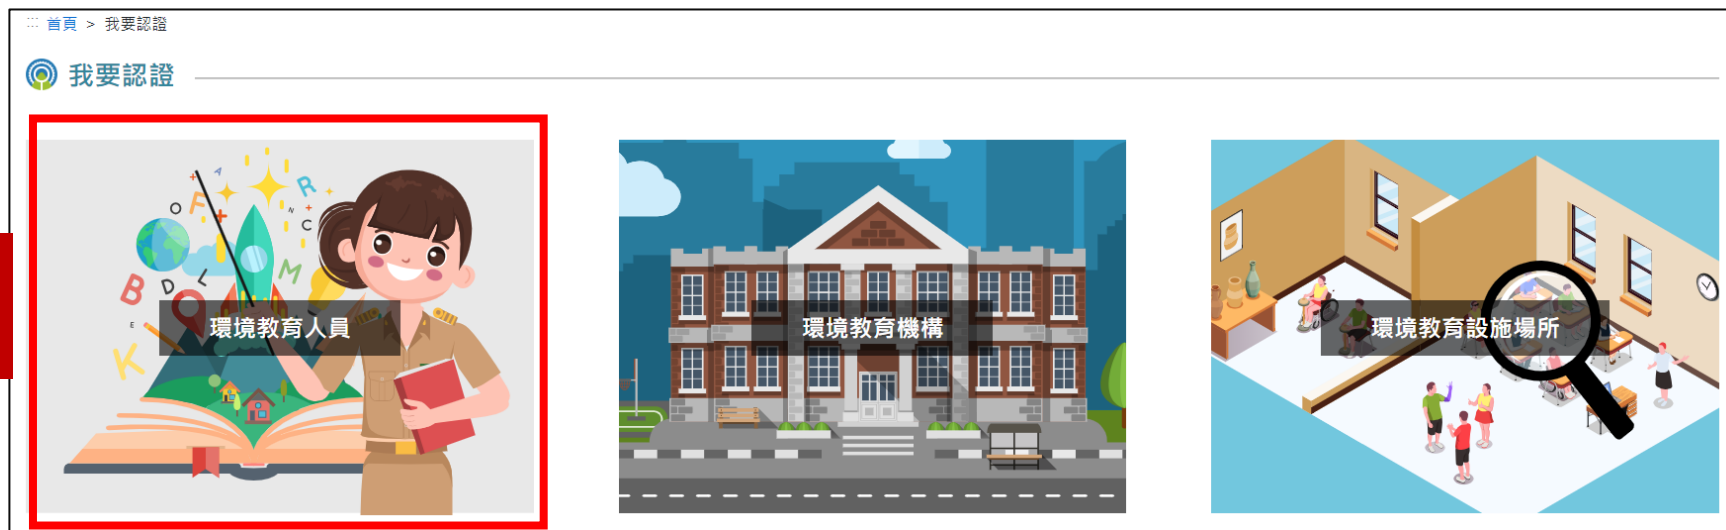 ::: 首頁 > 我要認證
我要認證
環境教育人員
環境教育機構
環境教育設施場所
A
R
F
O
N
C
M
B
D
L
E
K